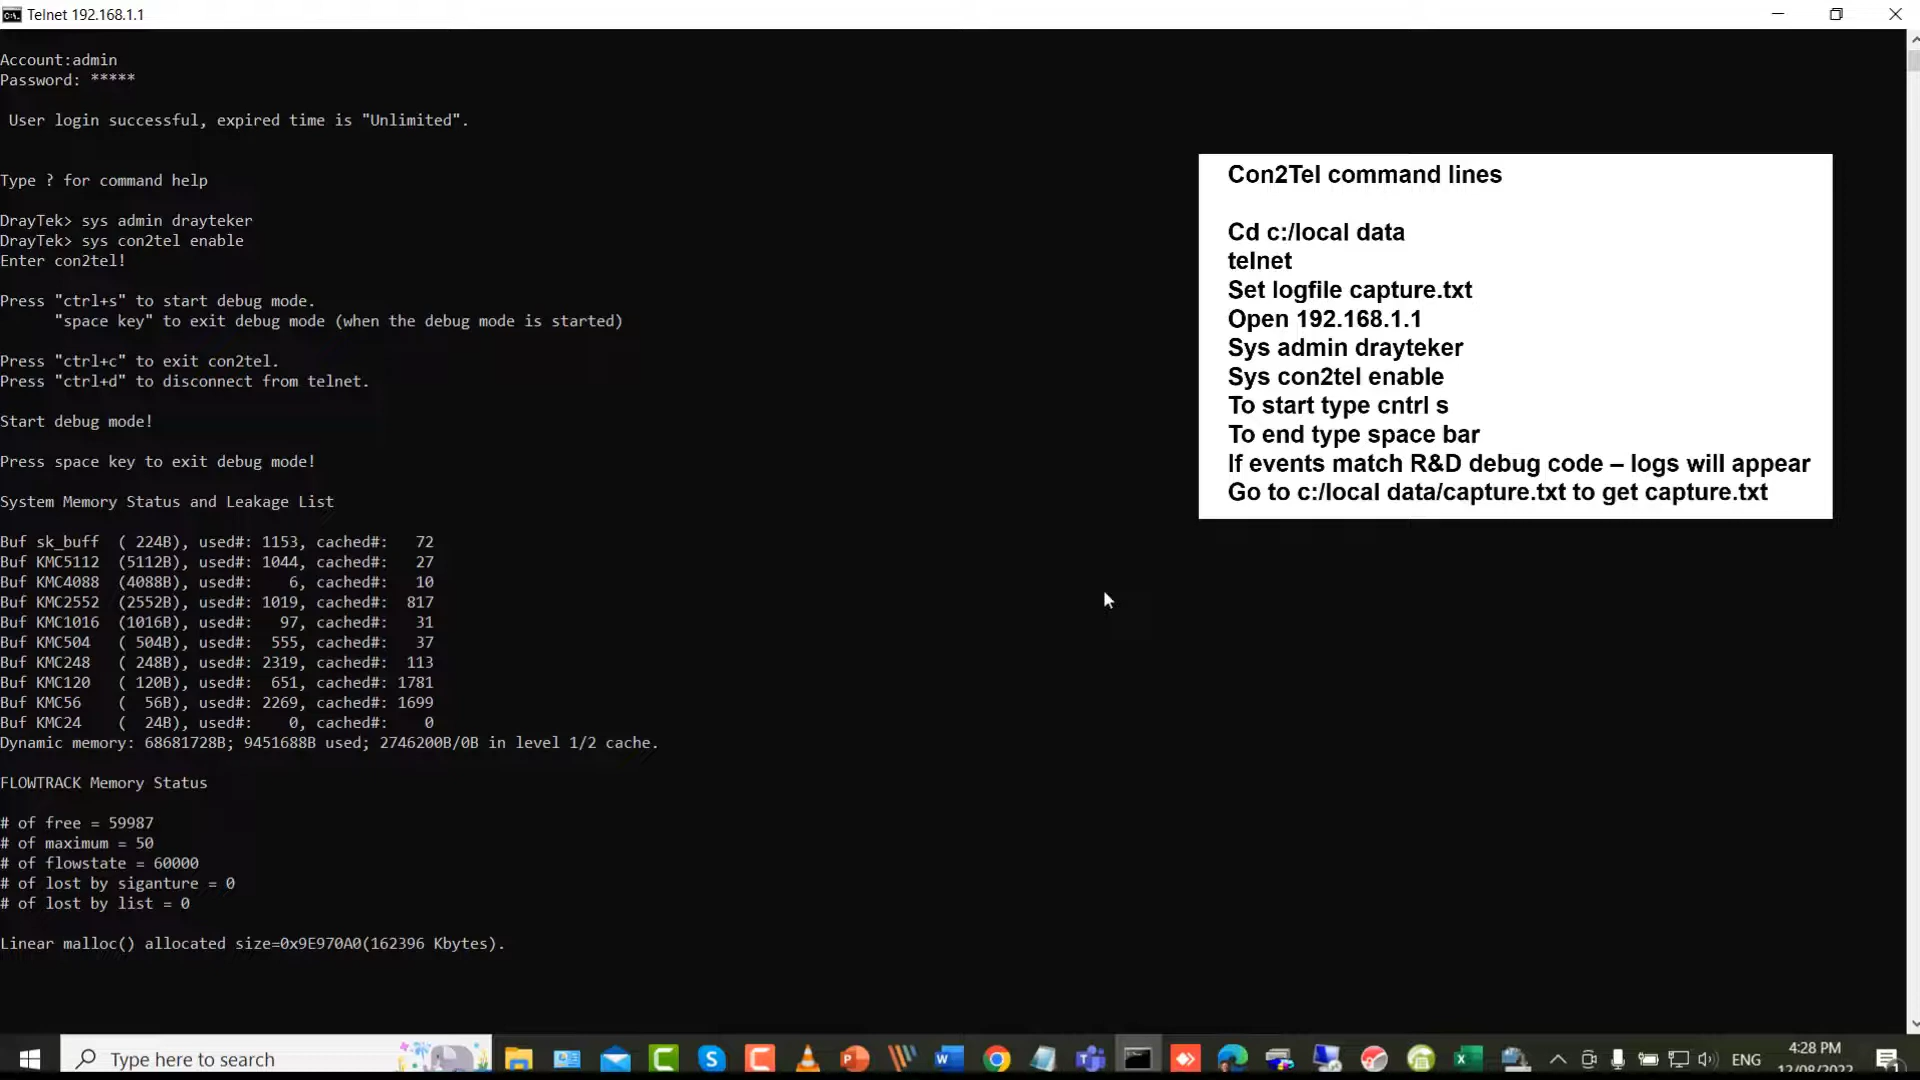 Telnet 192.168.1.1
Account:admin
Password: *****
User login successful, expired time is "Unlimited".
Type ? for command help
DrayTek> sys admin drayteker
DrayTek> sys con2tel enable
Enter con2tel!
Press "ctrl+s" to start debug mode.
"space key" to exit debug mode (when the debug mode is started)
Press "ctrl+c" to exit con2tel.
Press "ctrl+d" to disconnect from telnet.
Start debug mode!
Press space key to exit debug mode!
System Memory Status and Leakage List
Buf sk_buff  ( 224B), used#: 1153, cached#:   72
Buf KMC5112  (5112B), used#: 1044, cached#:   27
Buf KMC4088  (4088B), used#:    6, cached#:   10
Buf KMC2552  (2552B), used#: 1019, cached#:  817
Buf KMC1016  (1016B), used#:   97, cached#:   31
Buf KMC504   ( 504B), used#:  555, cached#:   37
Buf KMC248   ( 248B), used#: 2319, cached#:  113
Buf KMC120   ( 120B), used#:  651, cached#: 1781
Buf KMC56    (  56B), used#: 2269, cached#: 1699
Buf KMC24    (  24B), used#:    0, cached#:    0
Dynamic memory: 68681728B; 9451688B used; 2746200B/0B in level 1/2 cache.
FLOWTRACK Memory Status
# of free = 59987
# of maximum = 50
# of flowstate = 60000
# of lost by siganture = 0
# of lost by list = 0
Linear malloc() allocated size=0x9E970A0(162396 Kbytes).
Con2Tel command lines
Cd c:/local data
telnet
Set logfile capture.txt
Open 192.168.1.1
Sys admin drayteker
Sys con2tel enable
To start type cntrl s
To end type space bar
If events match R&D debug code – logs will appear
Go to c:/local data/capture.txt to get capture.txt
Type here to search
ENG
4:28 PM
12/08/2022